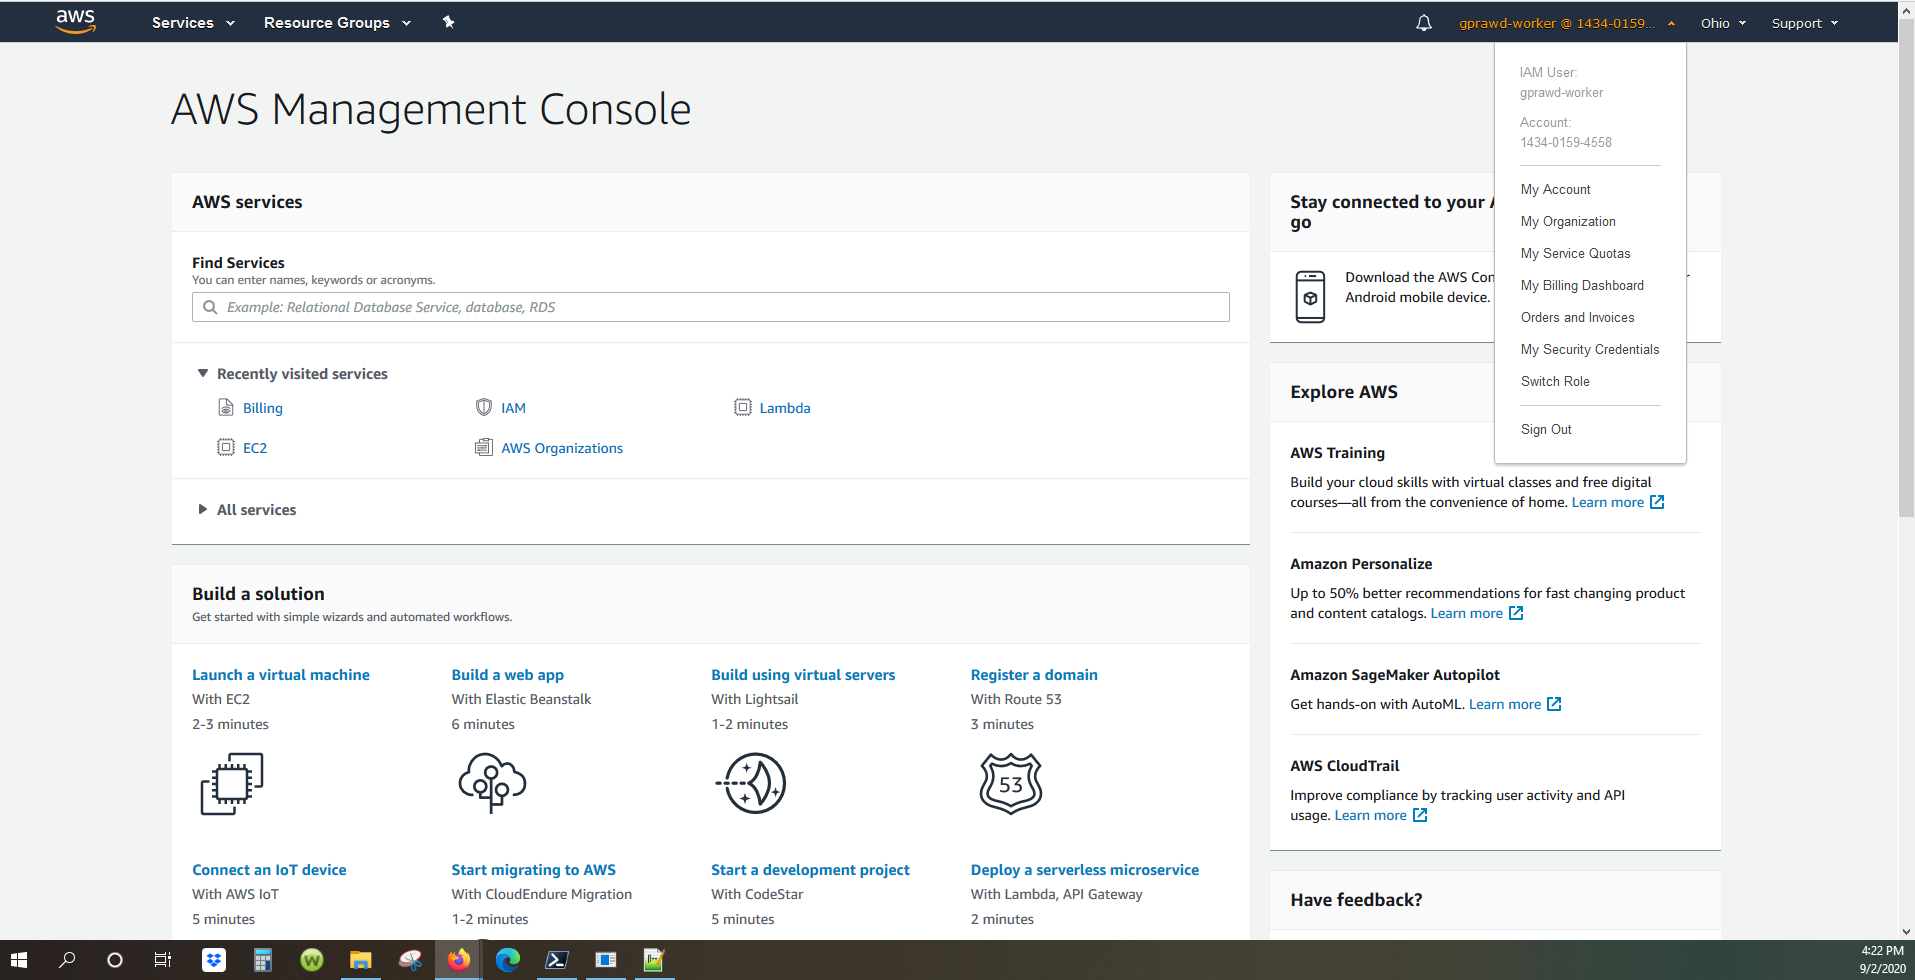 aws
Services
Resource Groups
gprawd-worker @ 1434-0159...
Ohio
Support
IAM User:
gprawd-worker
Account:
1434-0159-4558
My Account
My Organization
My Service Quotas
My Billing Dashboard
Orders and Invoices
My Security Credentials
Switch Role
Sign Out
AWS Management Console
AWS services
Find Services
You can enter names, keywords or acronyms.
Example: Relational Database Service, database, RDS
Recently visited services
Billing
IAM
Lambda
EC2
AWS Organizations
All services
Build a solution
Get started with simple wizards and automated workflows.
Launch a virtual machine
With EC2
2-3 minutes
Build a web app
With Elastic Beanstalk
6 minutes
Build using virtual servers
With Lightsail
1-2 minutes
Register a domain
With Route 53
3 minutes
53
Connect an IoT device
With AWS IoT
5 minutes
Start migrating to AWS
With CloudEndure Migration
1-2 minutes
Start a development project
With CodeStar
5 minutes
Deploy a serverless microservice
With Lambda, API Gateway
2 minutes
Stay connected to your
go
Download the AWS
Android mobile device.
Explore AWS
AWS Training
Build your cloud skills with virtual classes and free digital
courses—all from the convenience of home. Learn more
Amazon Personalize
Up to 50% better recommendations for fast changing product
and content catalogs. Learn more
Amazon SageMaker Autopilot
Get hands-on with AutoML. Learn more
AWS CloudTrail
Improve compliance by tracking user activity and API
usage. Learn more
Have feedback?
4:22 PM
9/2/2020